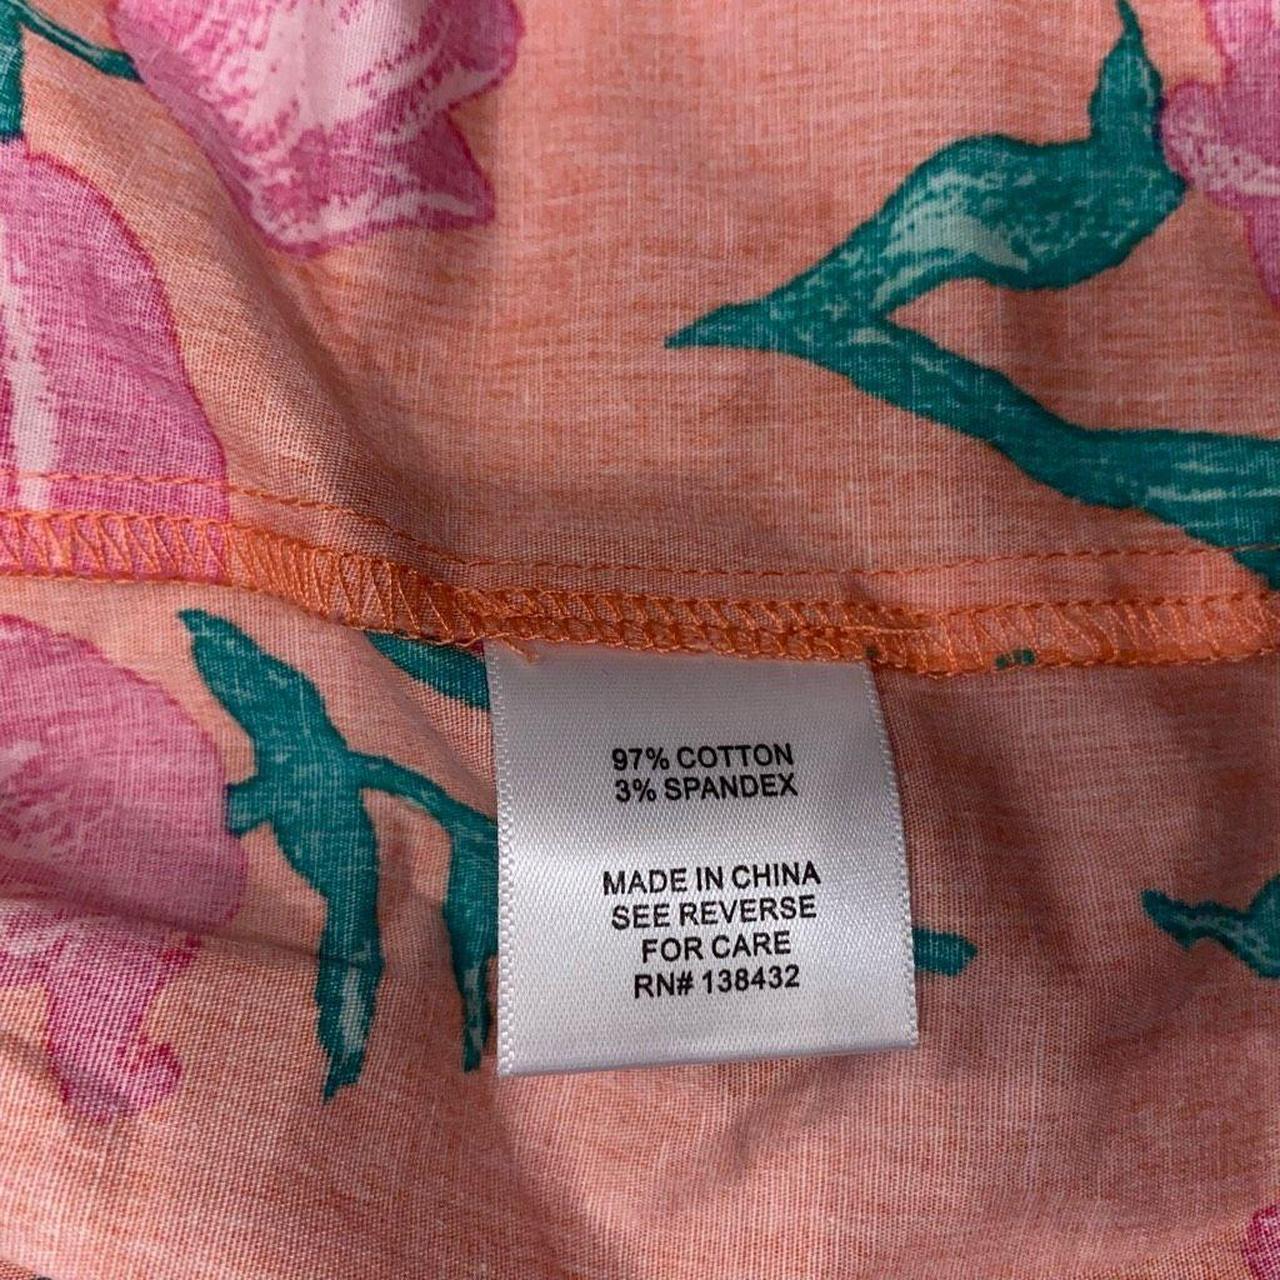 97% COTTON
3% SPANDEX
MADE IN CHINA
SEE REVERSE
FOR CARE
RN# 138432